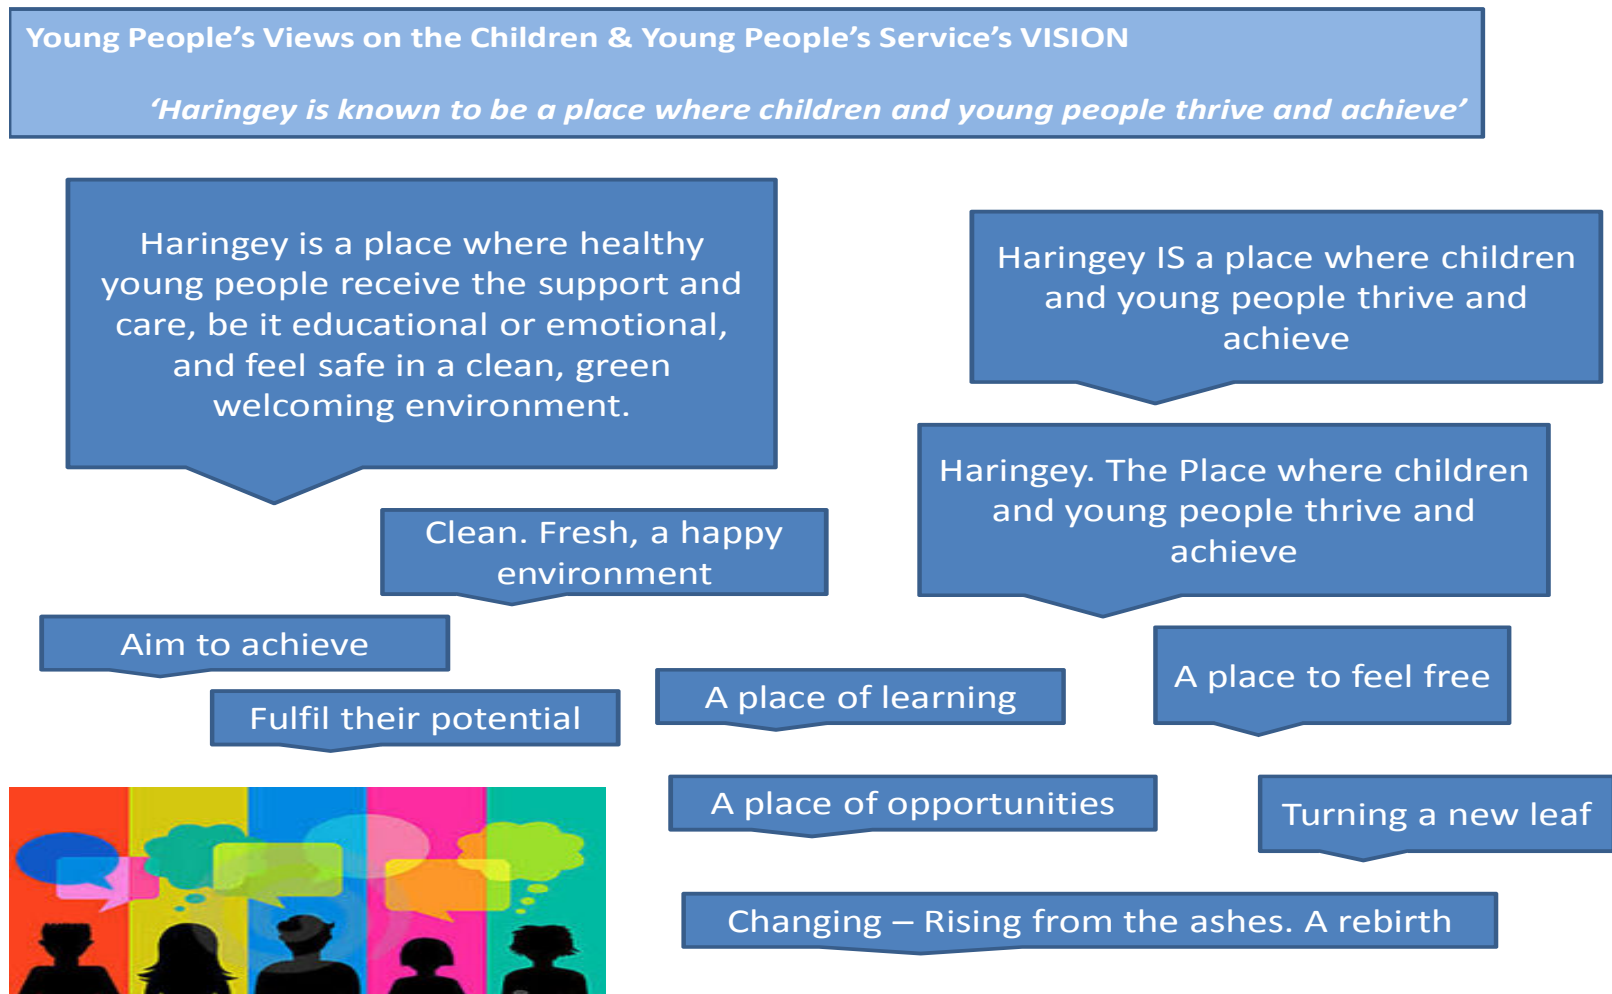 Young People’s Views on the Children & Young People’s Service’s VISION
‘Haringey is known to be a place where children and young people thrive and achieve’
Haringey is a place where healthy
young people receive the support and
care, be it educational or emotional,
and feel safe in a clean, green
welcoming environment.
Haringey IS a place where children
and young people thrive and
achieve
Haringey. The Place where children
and young people thrive and
achieve
Clean. Fresh, a happy
environment
Aim to achieve
Fulfil their potential
A place of learning
A place to feel free
A place of opportunities
Turning a new leaf
Changing – Rising from the ashes. A rebirth